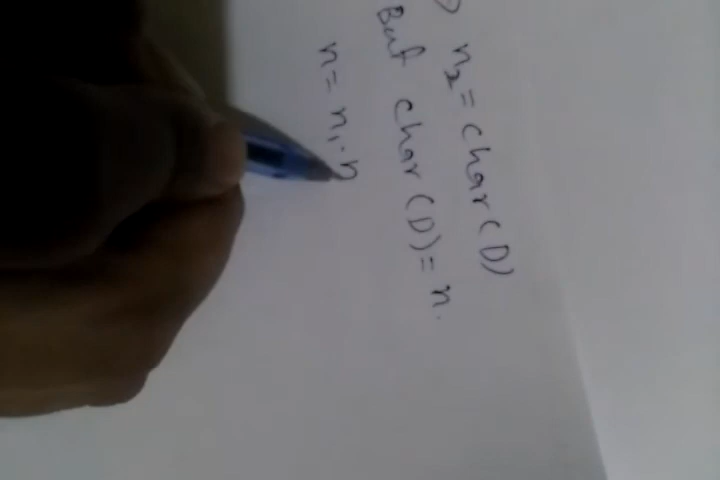 n₂ = char(D)
But char(D) = n.
n = n₁. n